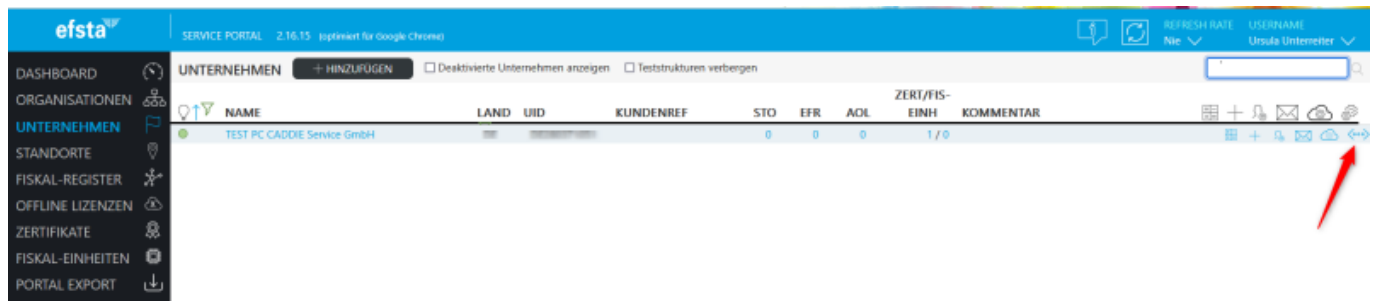 efsta
SERVICE PORTAL 2.16.15 (optimiert für Google Chrome)
REFRESH RATE
Nie
USERNAME
Ursula Unterreiter
DASHBOARD
ORGANISATIONEN
UNTERNEHMEN
STANDORTE
FISKAL-REGISTER
OFFLINE LIZENZEN
ZERTIFIKATE
FISKAL-EINHEITEN
PORTAL EXPORT
UNTERNEHMEN + HINZUFÜGEN Deaktivierte Unternehmen anzeigen Teststrukturen verbergen
NAME LAND UID KUNDENREF STO EFR AOL ZERT/FIS-EINH KOMMENTAR
TEST PC CADDIE Service GmbH 0 0 0 1 / 0